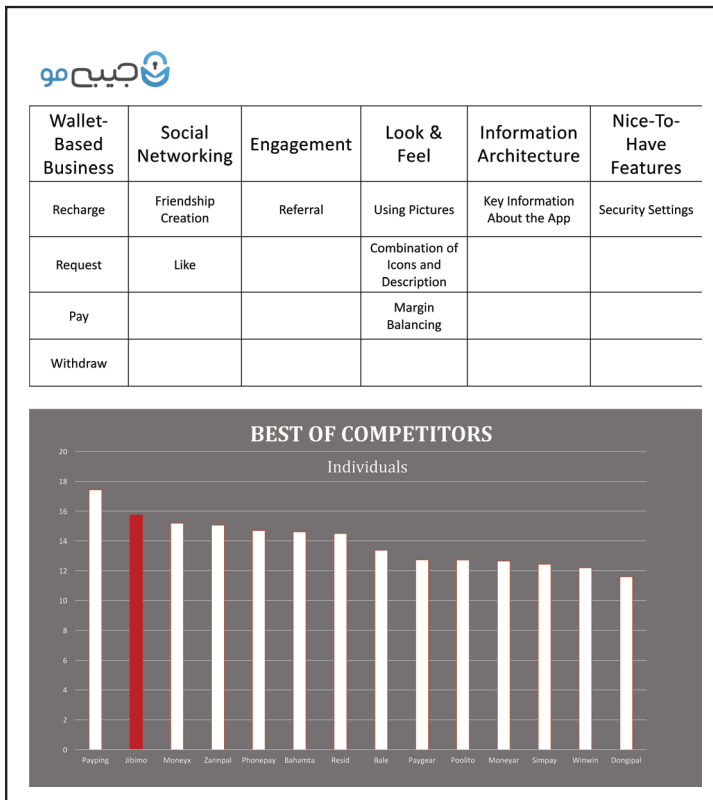 جیبی‌مو
Wallet-
Based
Business
Social
Networking
Engagement
Look &
Feel
Information
Architecture
Nice-To-
Have
Features
Recharge
Friendship
Creation
Referral
Using Pictures
Key Information
About the App
Security Settings
Request
Like
Combination of
Icons and
Description
Pay
Margin
Balancing
Withdraw
BEST OF COMPETITORS
Individuals
20
18
16
14
12
10
8
6
4
2
0
Payping Jibimo Moneyx Zarinpal Phonepay Bahamta Resid Bale Paygear Poolito Moneyar Simpay Winwin Dongipal